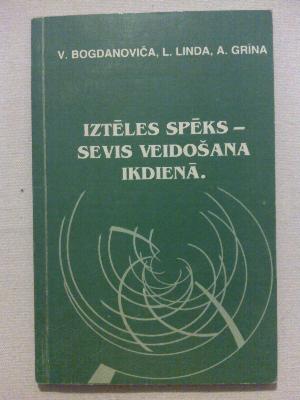 V. BOGDANOVIČA, L. LINDA, A. GRĪNA
IZTĒLES SPĒKS –
SEVIS VEIDOŠANA
IKDIENĀ.